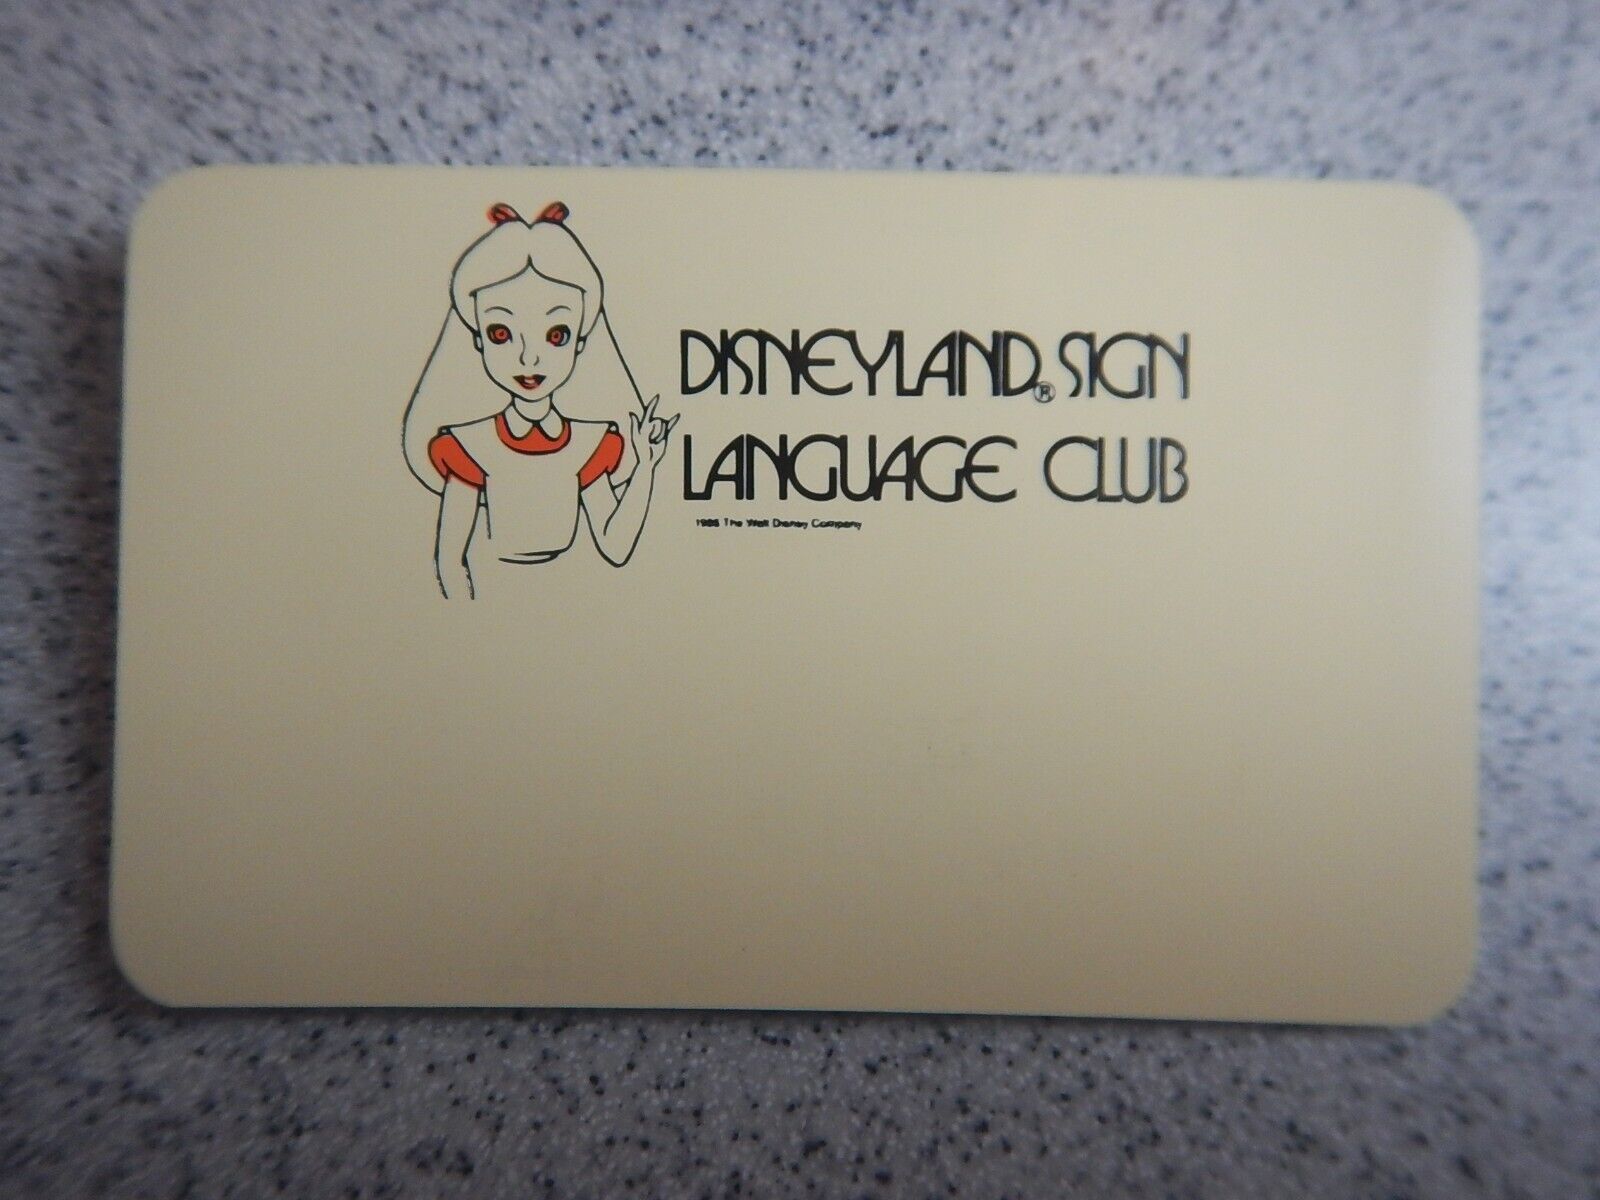 DISNEYLAND® SIGN
LANGUAGE CLUB
The Walt Disney Company